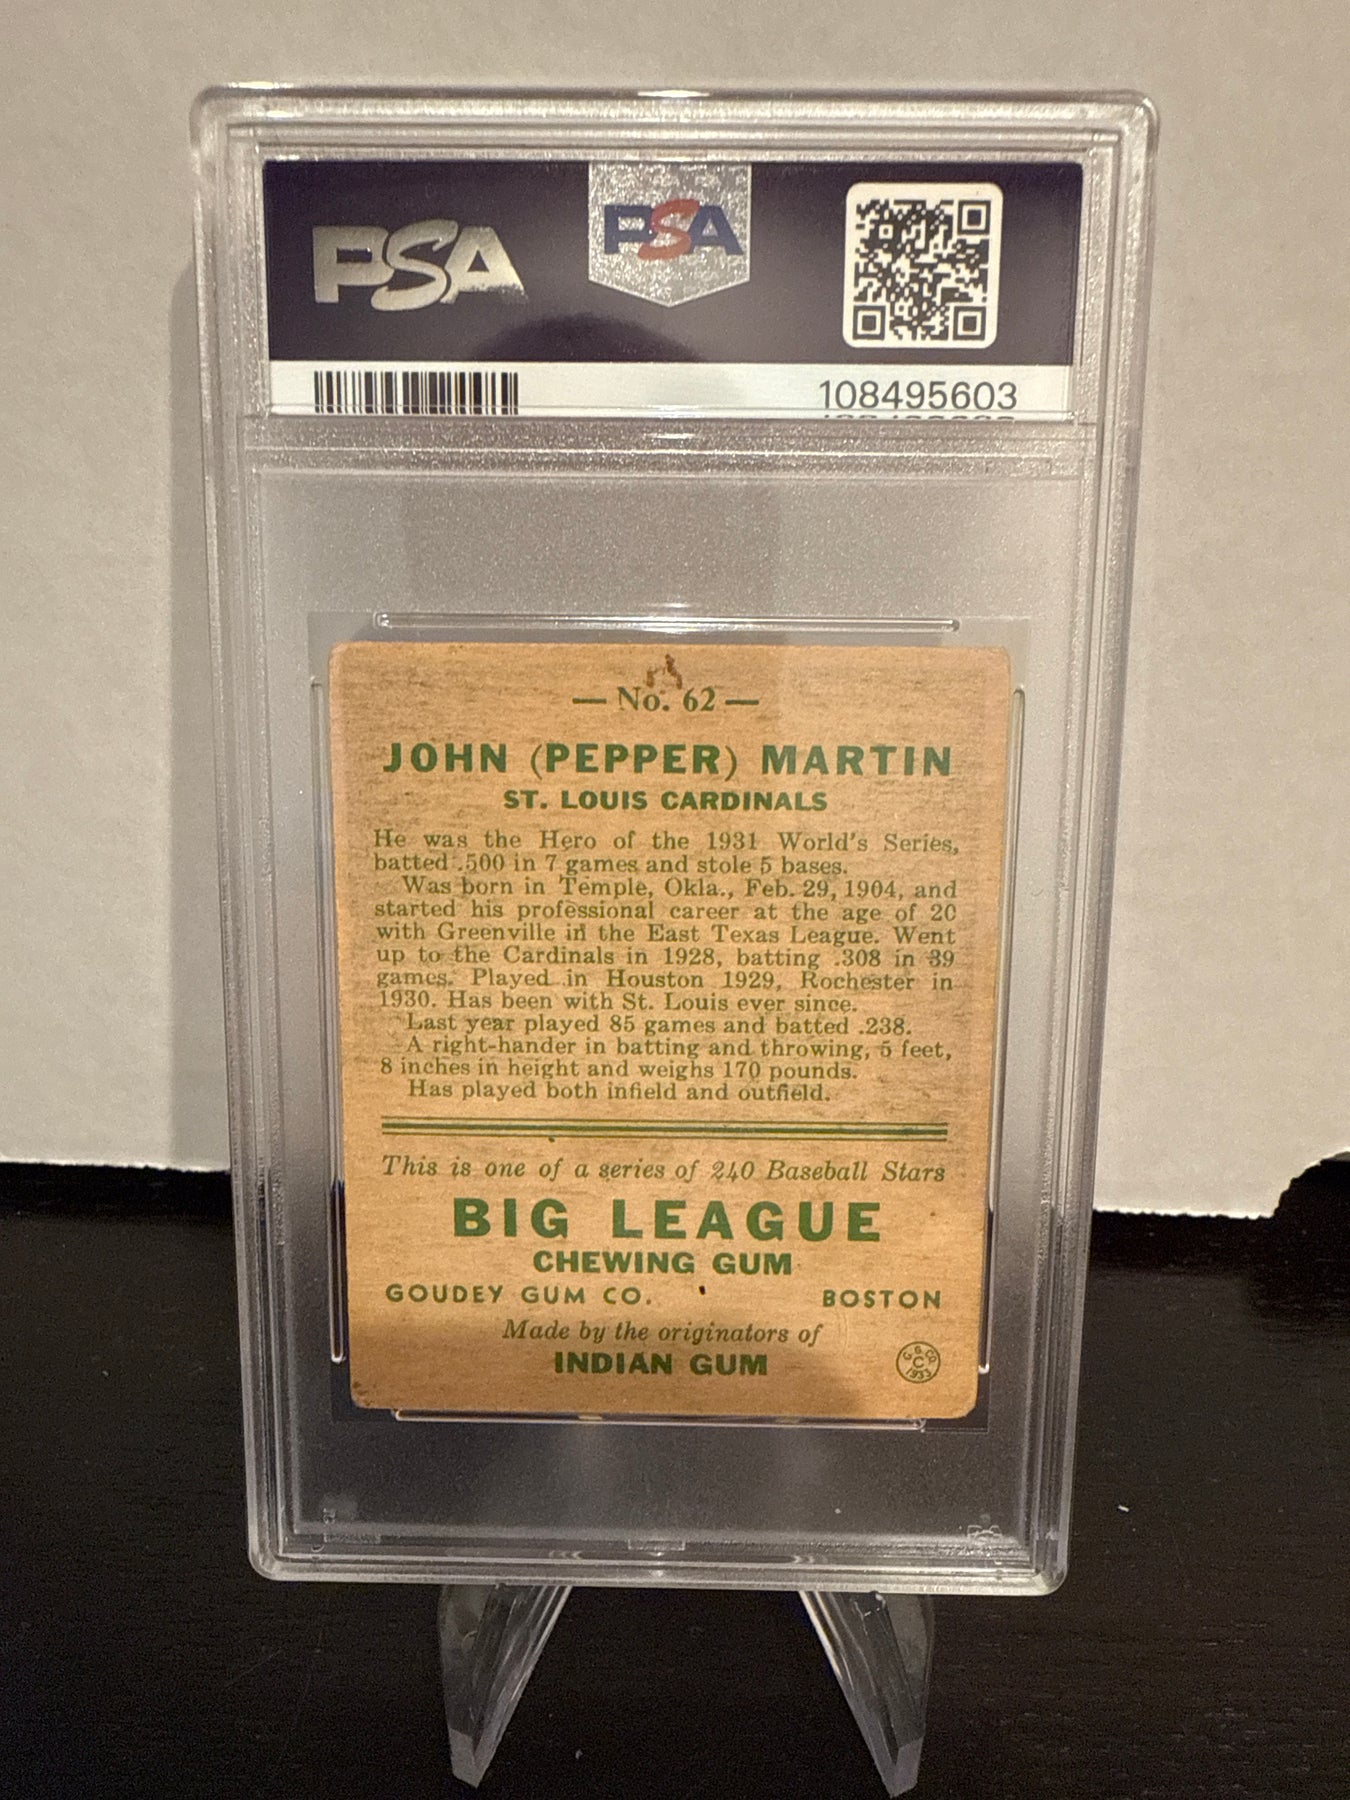 PSA
PSA
108495603
— No. 62 —
JOHN (PEPPER) MARTIN
ST. LOUIS CARDINALS
He was the Hero of the 1931 World's Series,
batted .500 in 7 games and stole 5 bases.
Was born in Temple, Okla., Feb. 29, 1904, and
started his professional career at the age of 20
with Greenville in the East Texas League. Went
up to the Cardinals in 1928, batting .308 in 39
games. Played in Houston 1929, Rochester in
1930. Has been with St. Louis ever since.
Last year played 85 games and batted .238.
A right-hander in batting and throwing, 5 feet,
8 inches in height and weighs 170 pounds.
Has played both infield and outfield.
This is one of a series of 240 Baseball Stars
BIG LEAGUE
CHEWING GUM
GOUDEY GUM CO. BOSTON
Made by the originators of
INDIAN GUM
G. G. CO.
C
1933